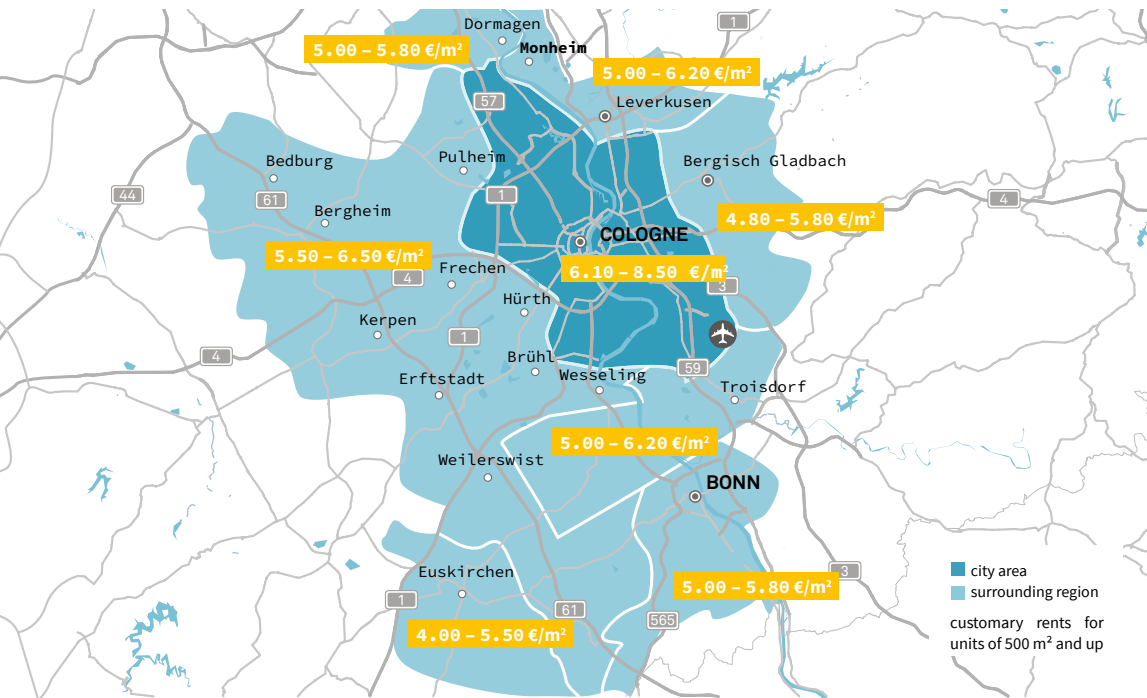 1
Dormagen
5.00 – 5.80 €/m²
Monheim
5.00 – 6.20 €/m²
57
Leverkusen
Bedburg
Pulheim
Bergisch Gladbach
44
61
1
4
Bergheim
4.80 – 5.80 €/m²
COLOGNE
5.50 – 6.50 €/m²
4
Frechen
6.10 – 8.50 €/m²
3
Hürth
Kerpen
1
4
Brühl
Wesseling
59
Erftstadt
Troisdorf
5.00 – 6.20 €/m²
Weilerswist
BONN
Euskirchen
5.00 – 5.80 €/m²
3
1
61
565
4.00 – 5.50 €/m²
city area
surrounding region
customary rents for
units of 500 m² and up